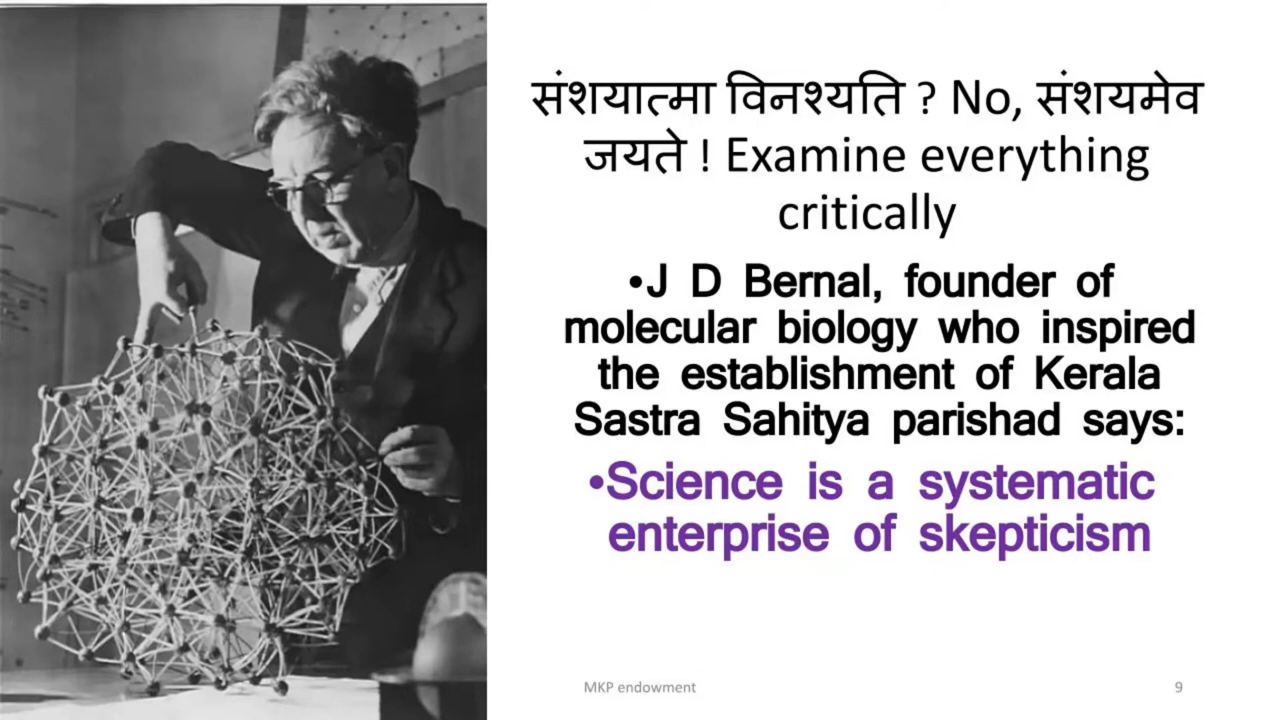 संशयात्मा विनश्यति ? No, संशयमेव
जयते ! Examine everything
critically
•J D Bernal, founder of
molecular biology who inspired
the establishment of Kerala
Sastra Sahitya parishad says:
•Science is a systematic
enterprise of skepticism
MKP endowment
9